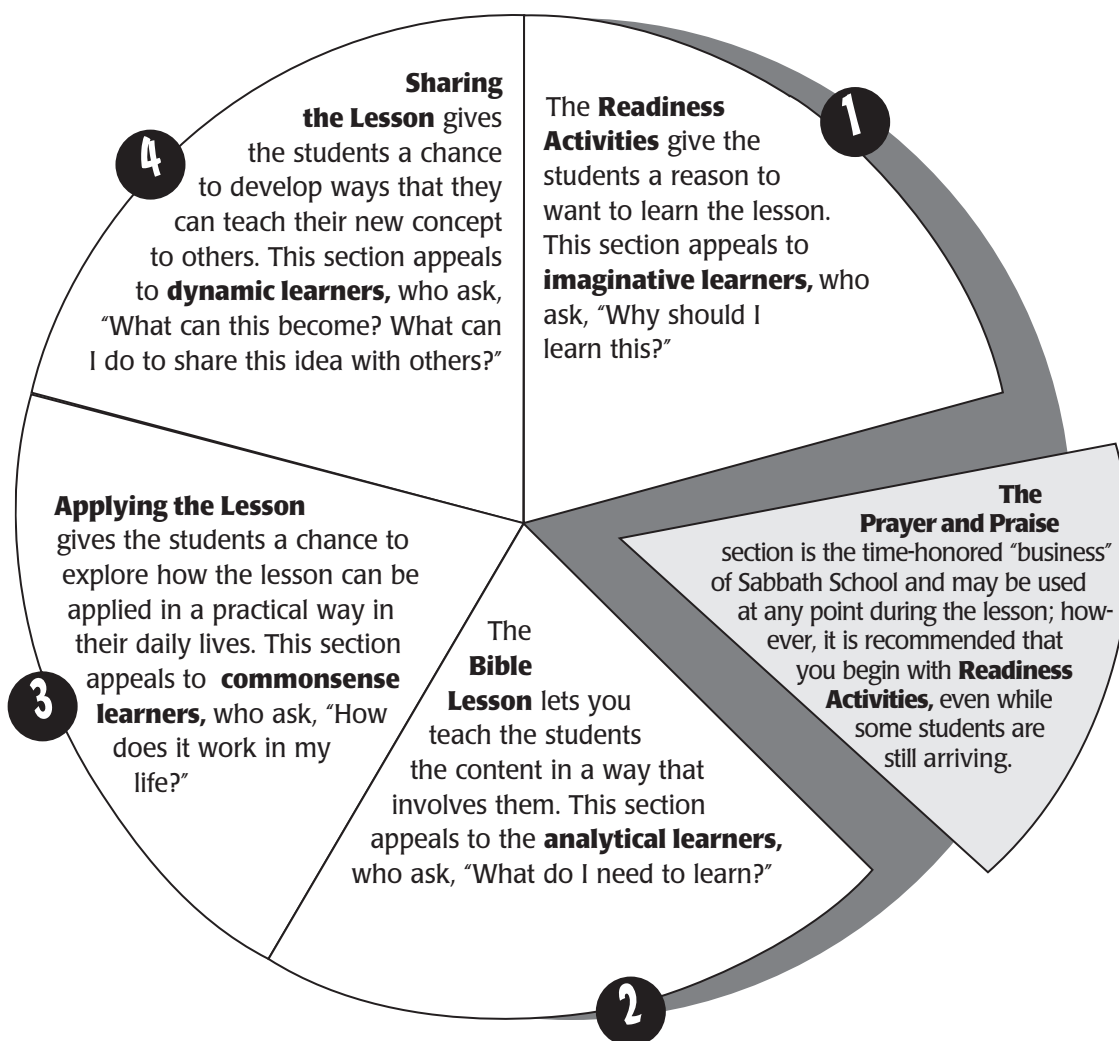 1
The Readiness
Activities give the
students a reason to
want to learn the lesson.
This section appeals to
imaginative learners, who
ask, “Why should I
learn this?”
The
Prayer and Praise
section is the time-honored “business”
of Sabbath School and may be used
at any point during the lesson; how-
ever, it is recommended that
you begin with Readiness
Activities, even while
some students are
still arriving.
2
The
Bible
Lesson lets you
teach the students
the content in a way that
involves them. This section
appeals to the analytical learners,
who ask, “What do I need to learn?”
3
Applying the Lesson
gives the students a chance to
explore how the lesson can be
applied in a practical way in
their daily lives. This section
appeals to commonsense
learners, who ask, “How
does it work in my
life?”
4
Sharing
the Lesson gives
the students a chance
to develop ways that they
can teach their new concept
to others. This section appeals
to dynamic learners, who ask,
“What can this become? What can
I do to share this idea with others?”